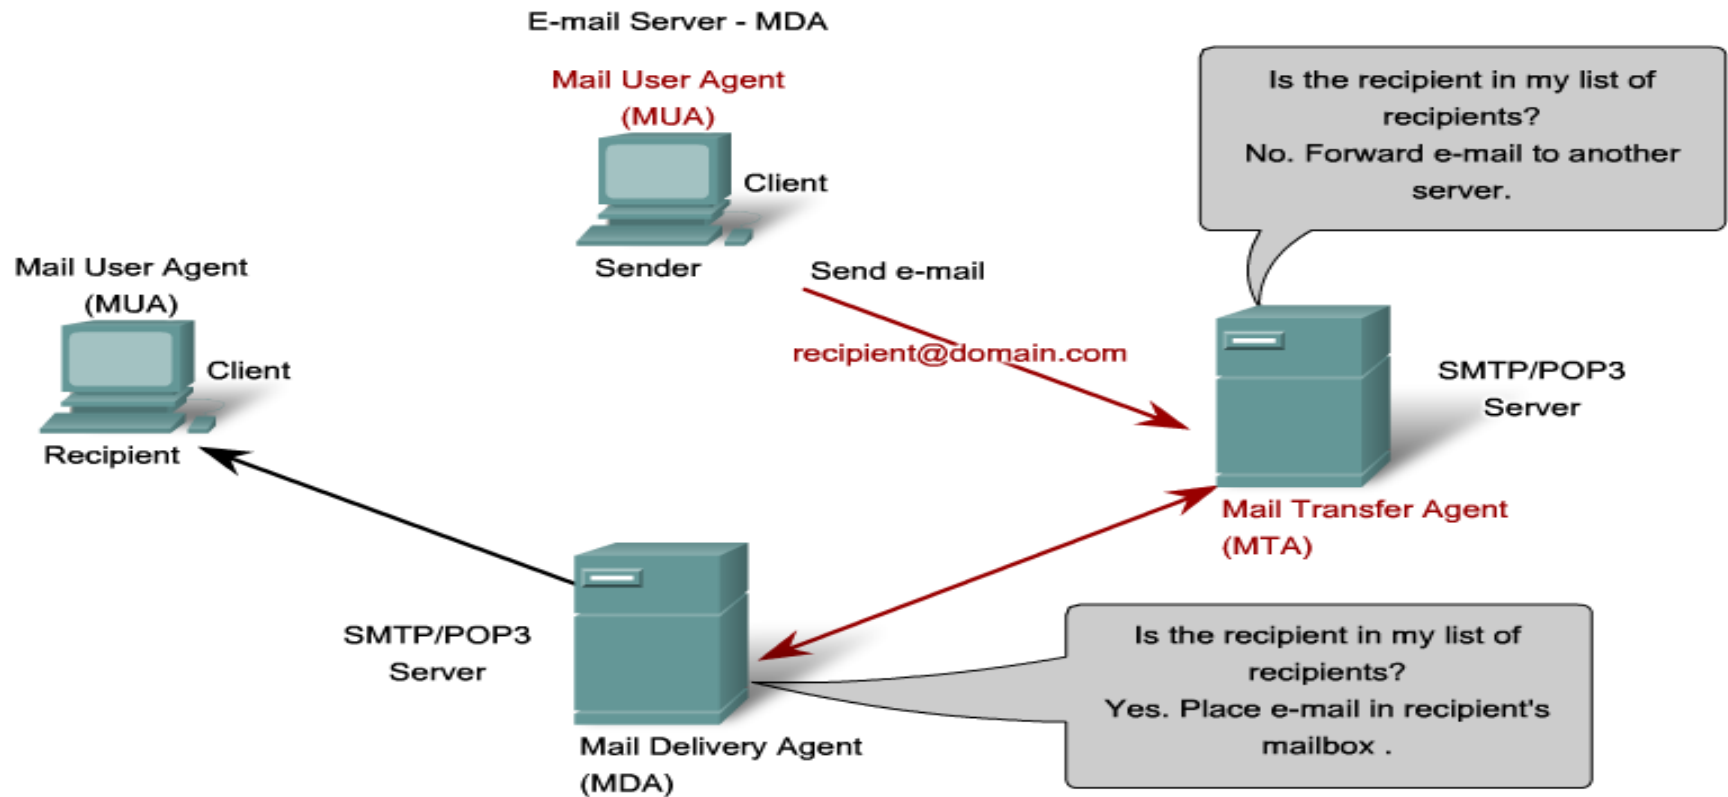 E-mail Server - MDA
Mail User Agent
(MUA)
Client
Sender
Is the recipient in my list of
recipients?
No. Forward e-mail to another
server.
Mail User Agent
(MUA)
Client
Recipient
Send e-mail
recipient@domain.com
SMTP/POP3
Server
Mail Transfer Agent
(MTA)
SMTP/POP3
Server
Mail Delivery Agent
(MDA)
Is the recipient in my list of
recipients?
Yes. Place e-mail in recipient's
mailbox .